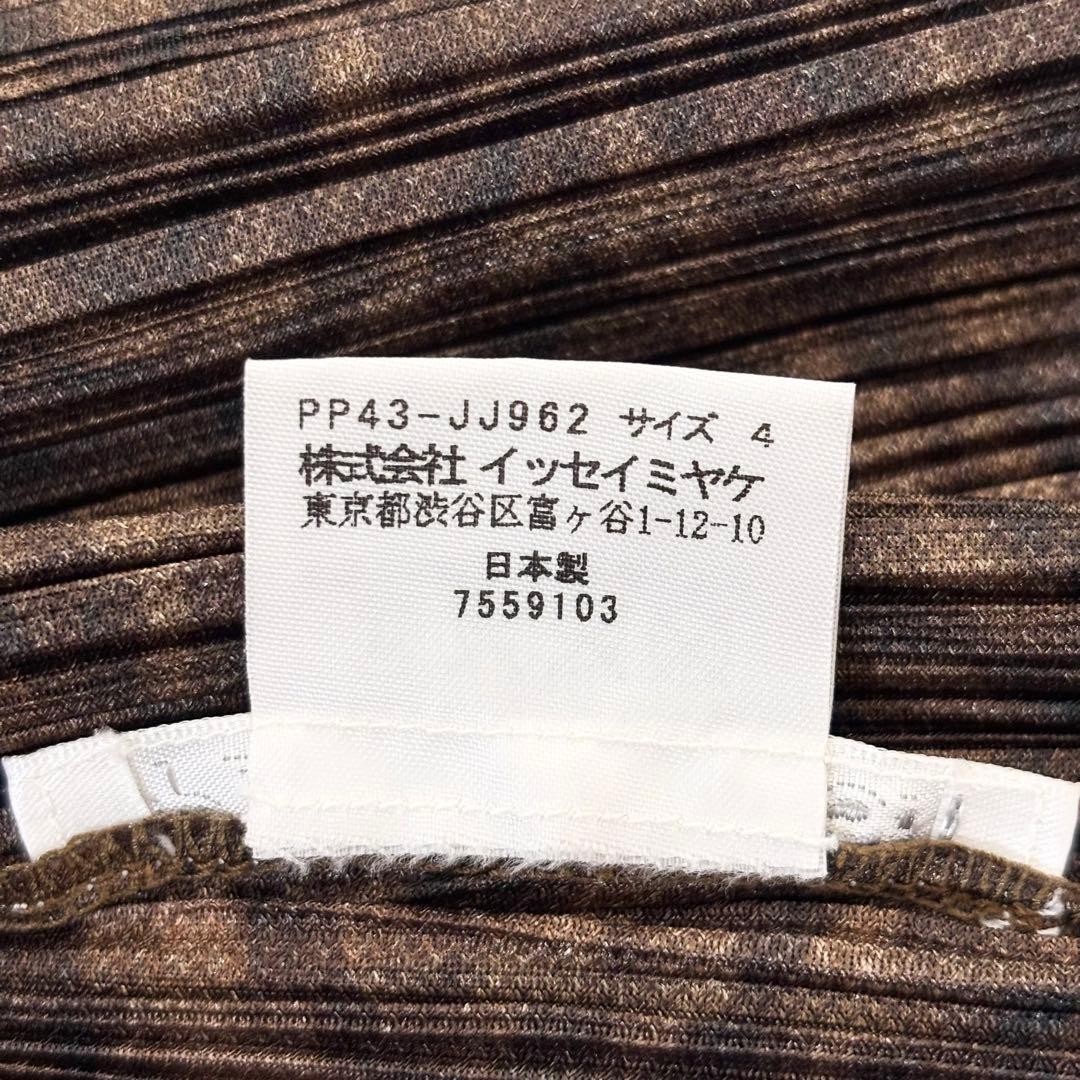 PP43-JJ962 サイズ 4
株式会社 イッセイミヤケ
東京都渋谷区富ヶ谷1-12-10
日本製
7559103